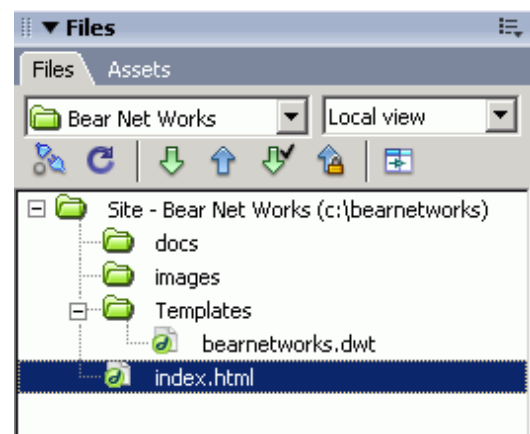 Files
Files Assets
Bear Net Works Local view
Site - Bear Net Works (c:\bearnetworks)
docs
images
Templates
bearnetworks.dwt
index.html